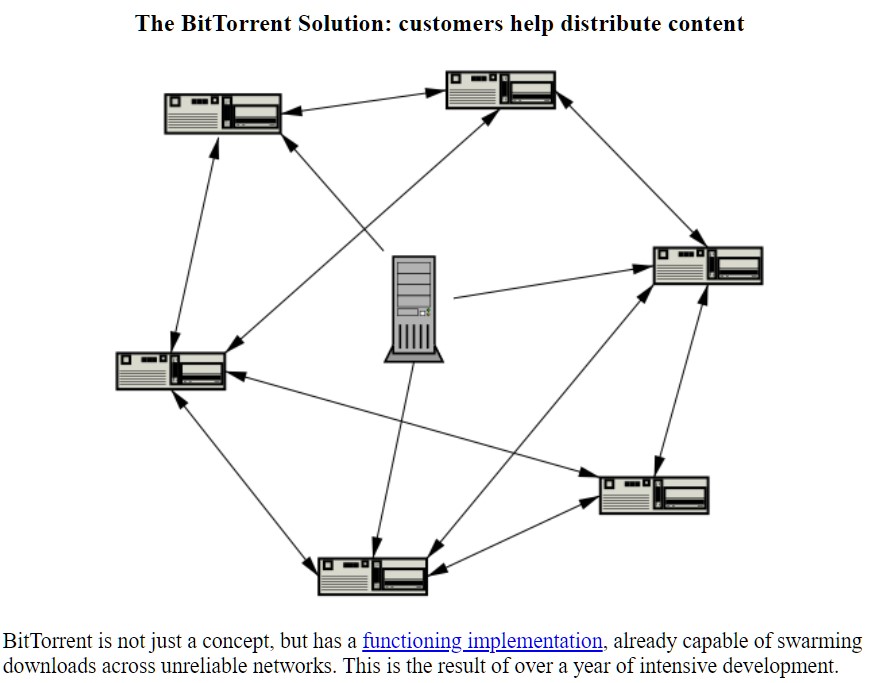 The BitTorrent Solution: customers help distribute content
BitTorrent is not just a concept, but has a functioning implementation, already capable of swarming
downloads across unreliable networks. This is the result of over a year of intensive development.